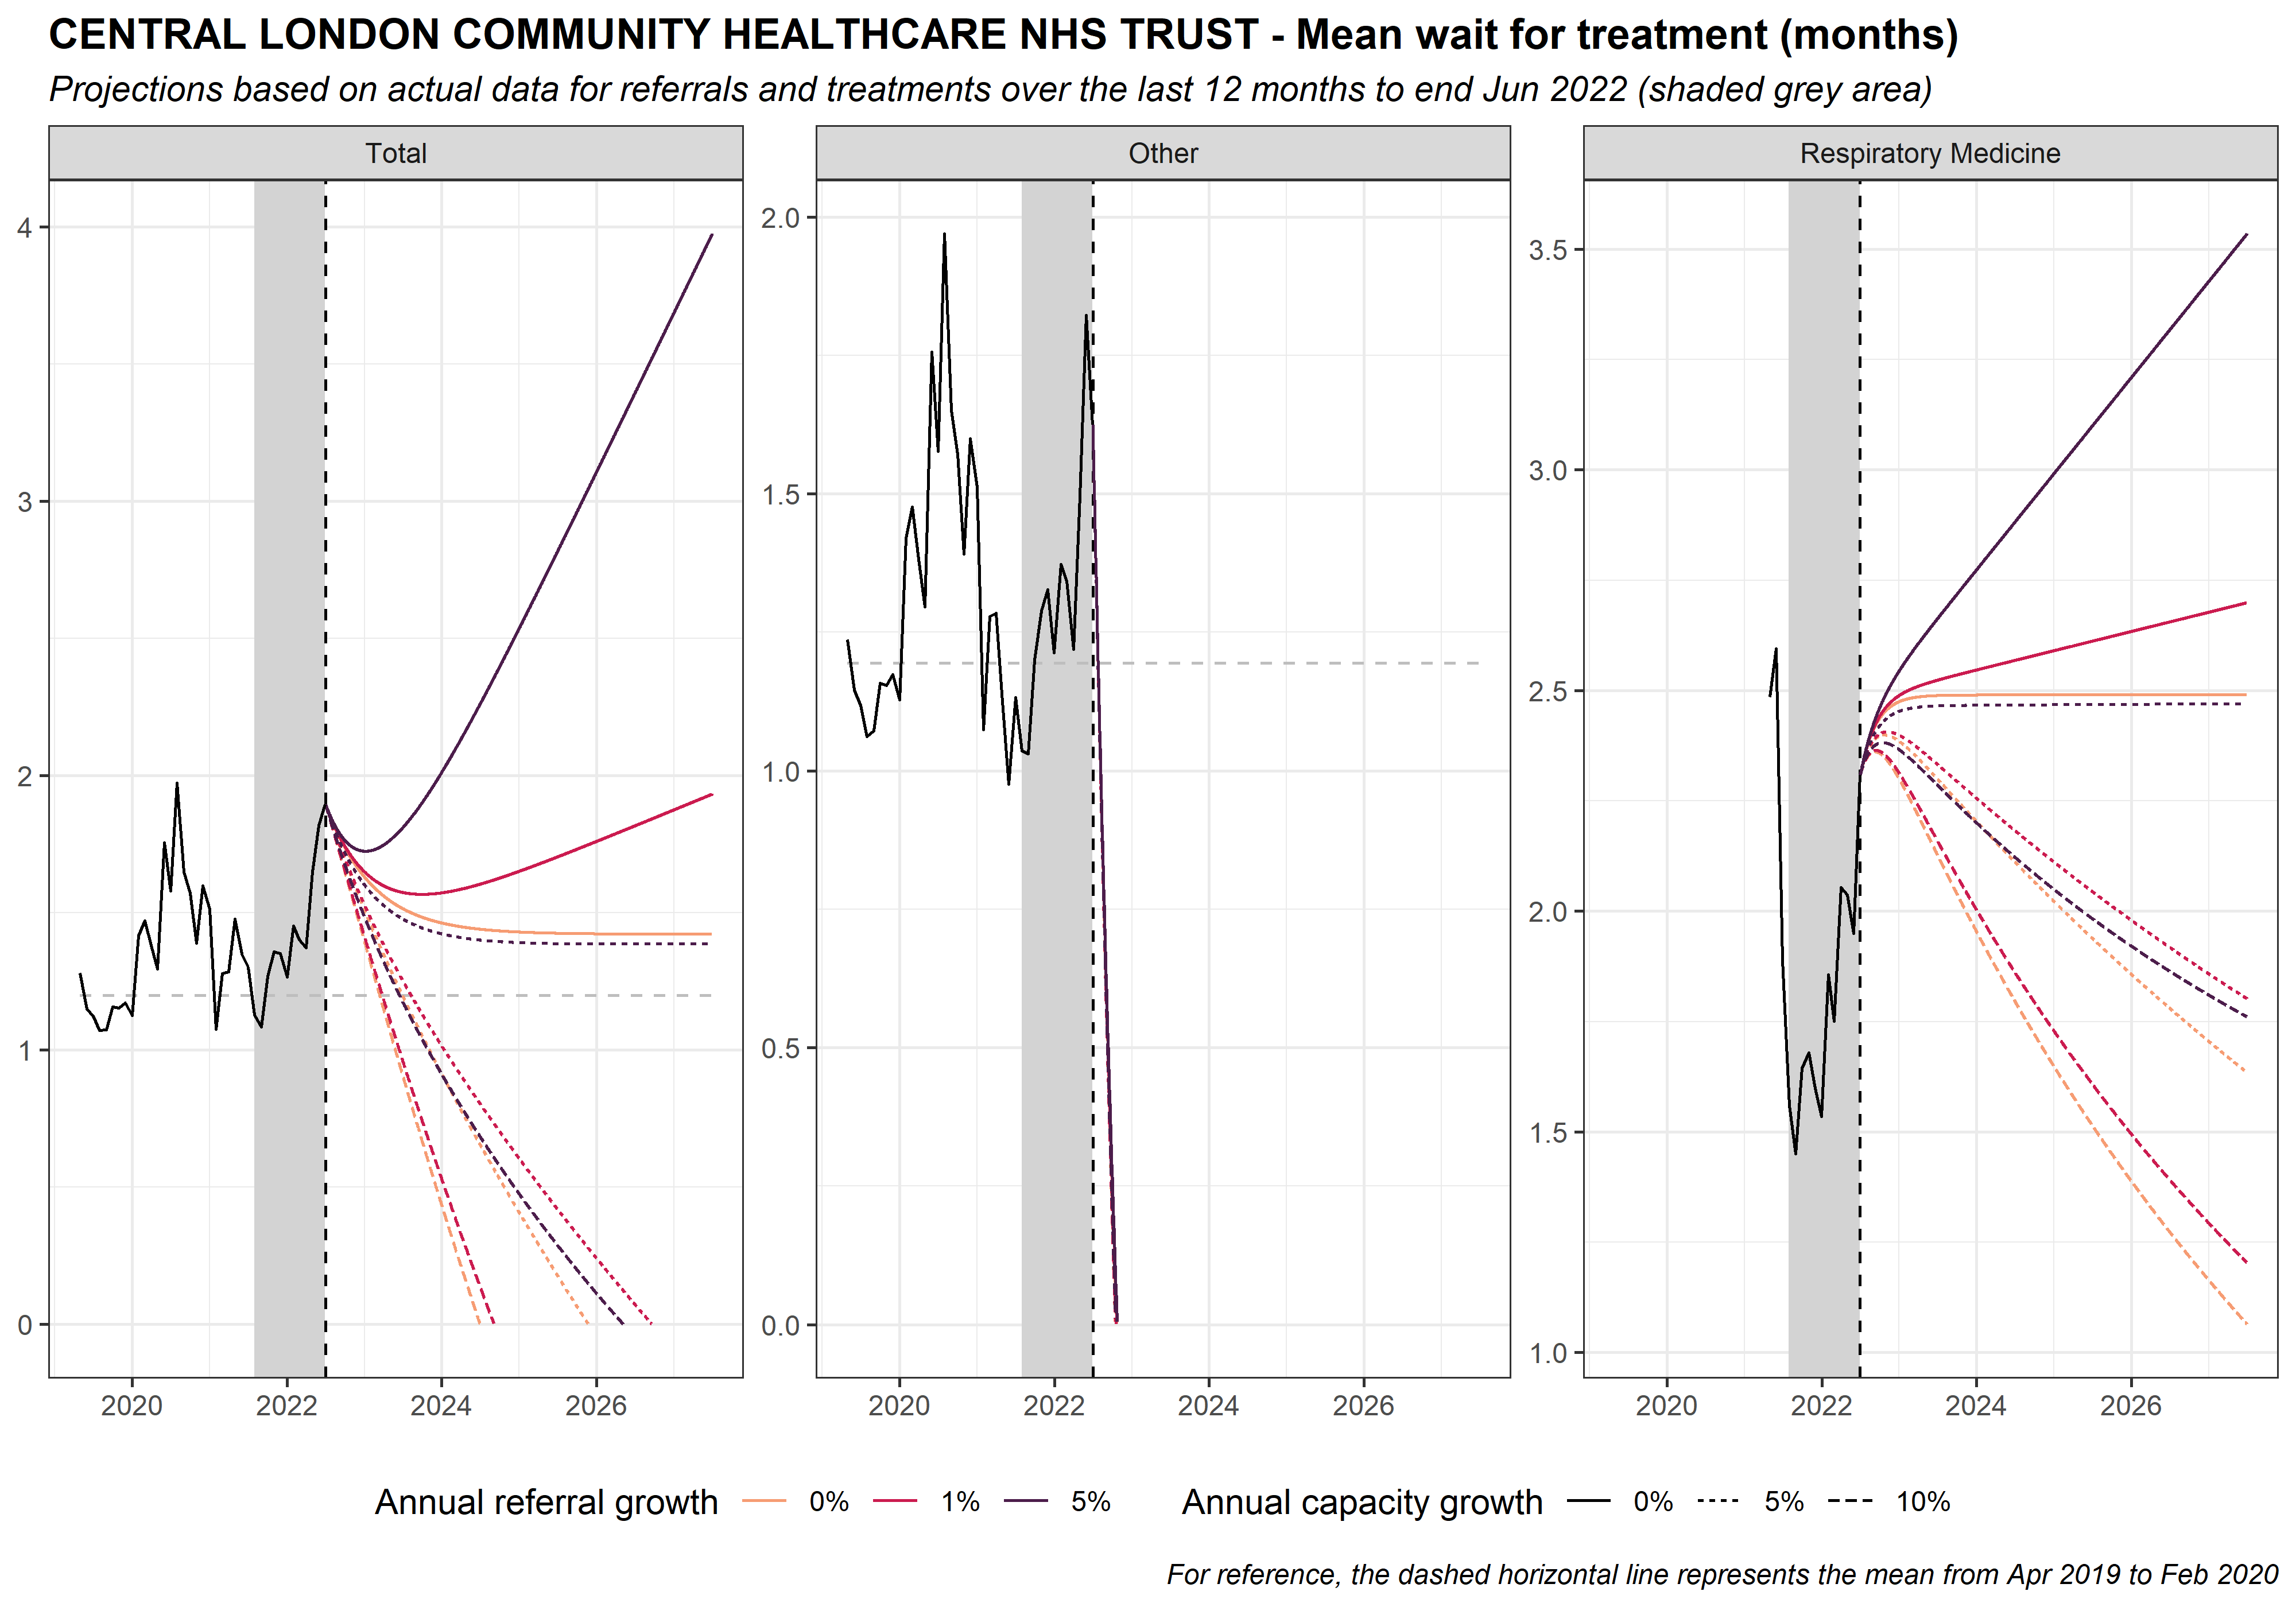 CENTRAL LONDON COMMUNITY HEALTHCARE NHS TRUST - Mean wait for treatment (months)
Projections based on actual data for referrals and treatments over the last 12 months to end Jun 2022 (shaded grey area)
Total
Other
Respiratory Medicine
4
3
2
1
0
2020 2022 2024 2026
2.0
1.5
1.0
0.5
0.0
2020 2022 2024 2026
3.5
3.0
2.5
2.0
1.5
1.0
2020 2022 2024 2026
Annual referral growth 0% 1% 5% Annual capacity growth 0% 5% 10%
For reference, the dashed horizontal line represents the mean from Apr 2019 to Feb 2020